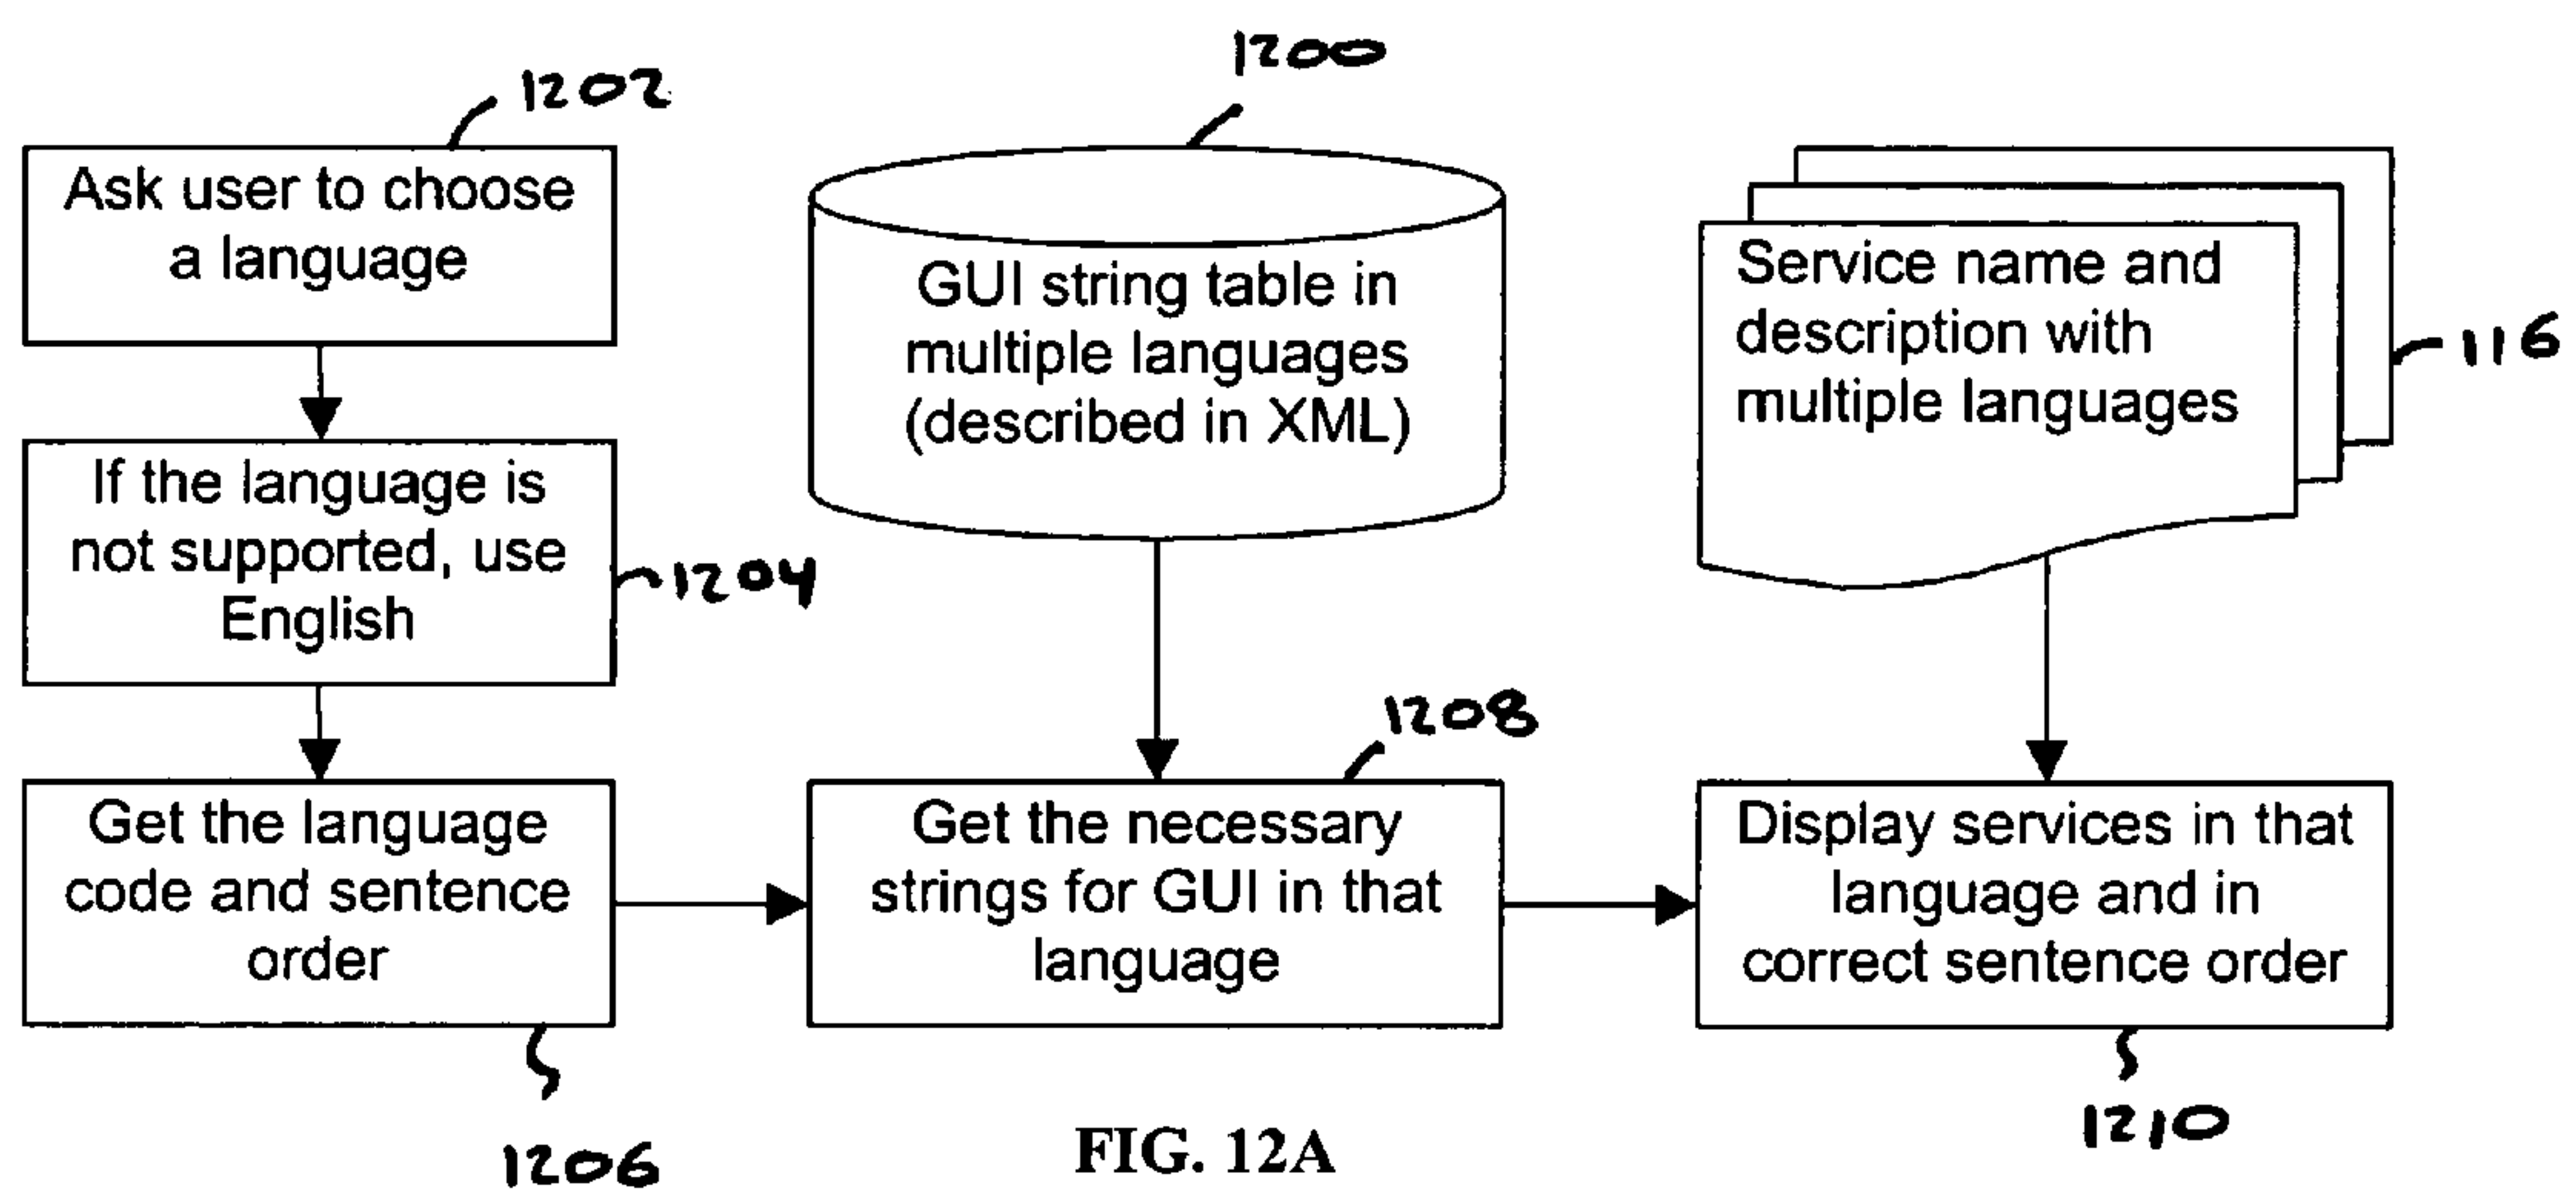 1202
Ask user to choose
a language
If the language is
not supported, use
English
1204
Get the language
code and sentence
order
1206
1200
GUI string table in
multiple languages
(described in XML)
1208
Get the necessary
strings for GUI in that
language
Service name and
description with
multiple languages
116
Display services in that
language and in
correct sentence order
1210
FIG. 12A